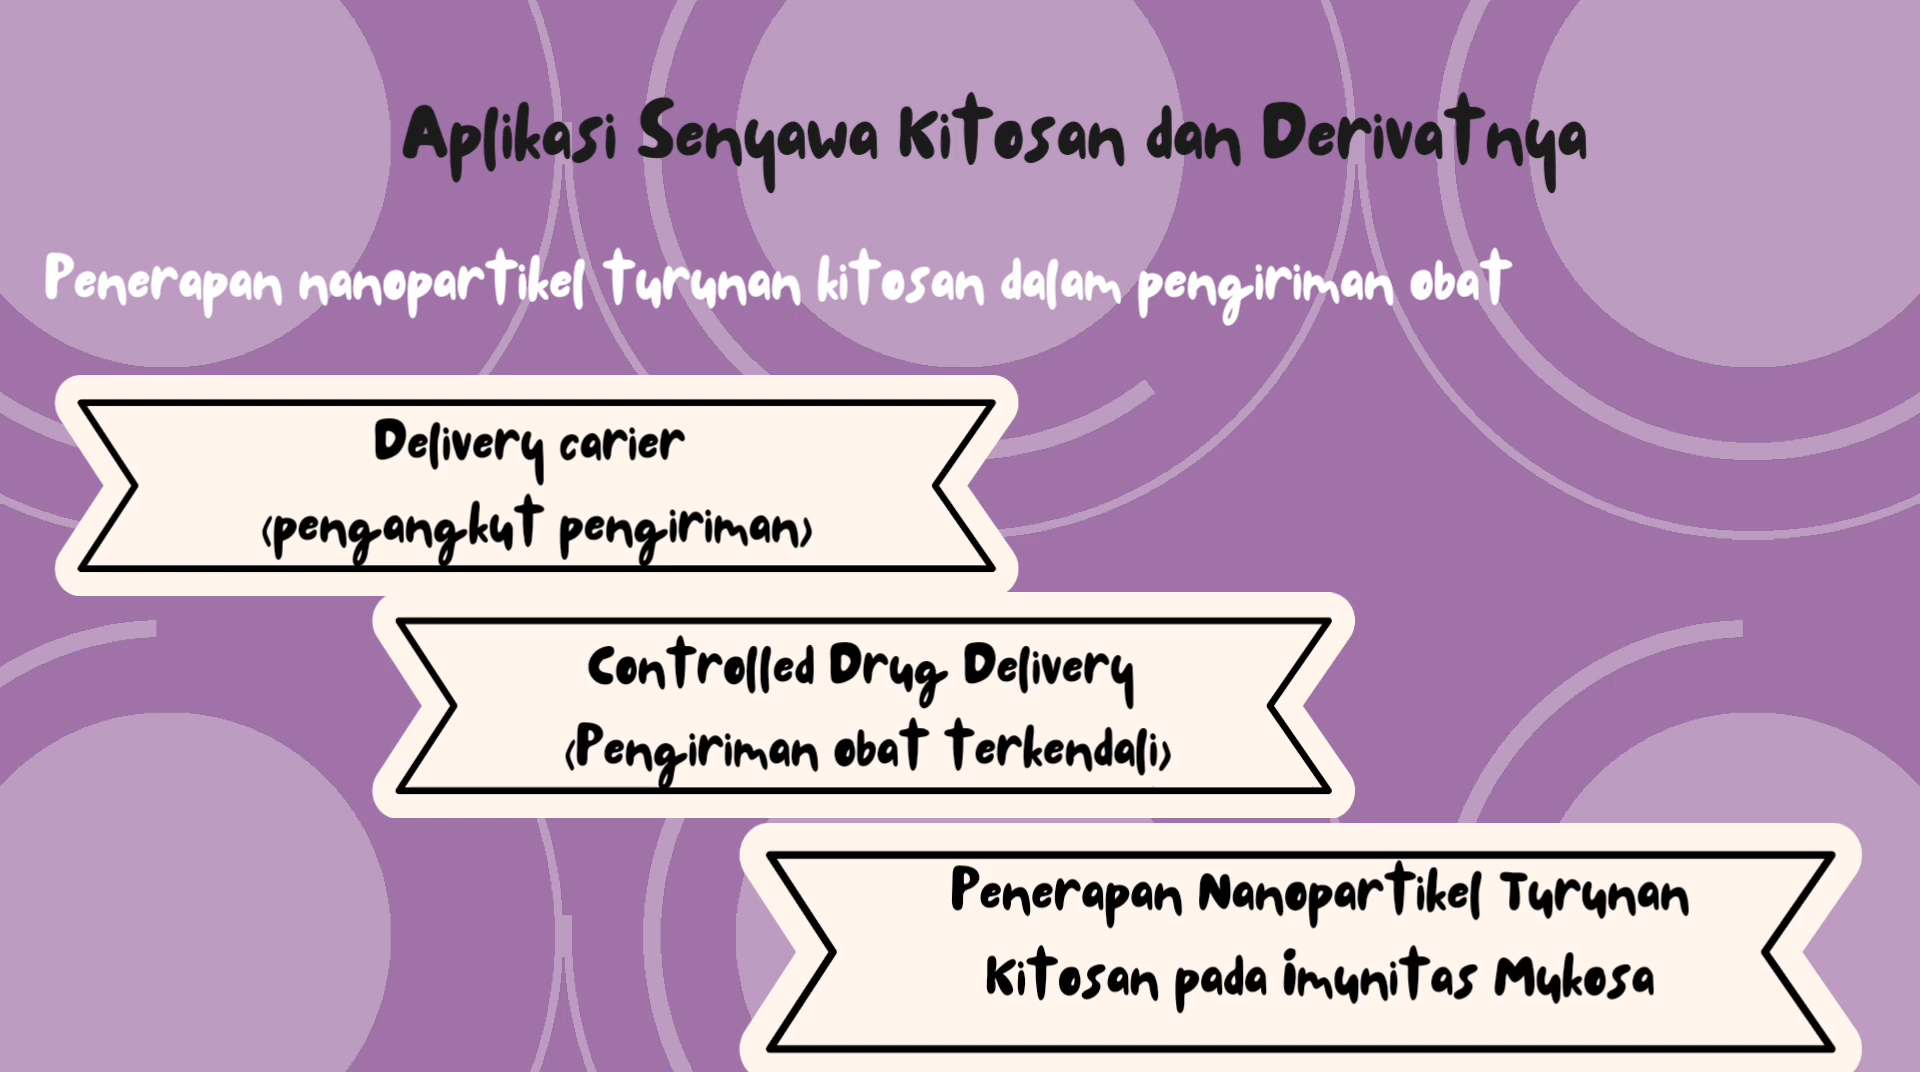 Aplikasi Senyawa Kitosan dan Derivatnya
Penerapan nanopartikel turunan kitosan dalam pengiriman obat
Delivery carier
(pengangkut pengiriman)
Controlled Drug Delivery
(Pengiriman obat terkendali)
Penerapan Nanopartikel Turunan
Kitosan pada Imunitas Mukosa